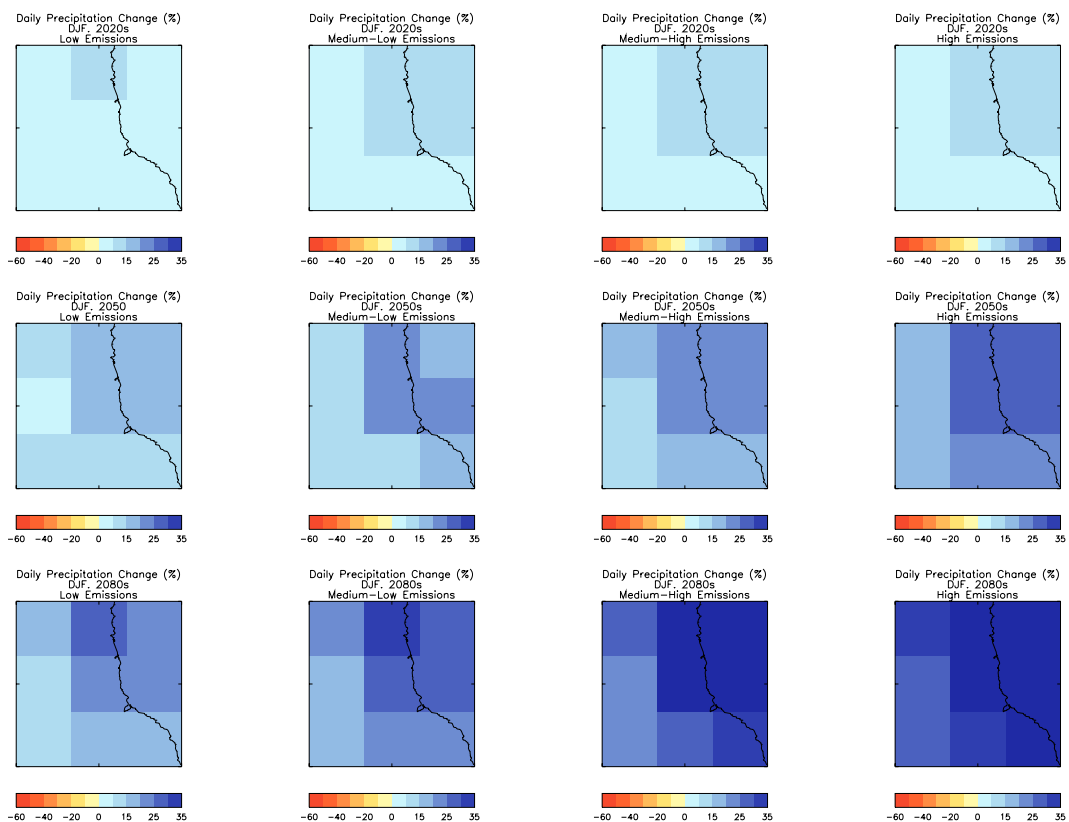 Daily Precipitation Change (%)
DJF. 2020s
Low Emissions
-60 -40 -20 0 15 25 35
Daily Precipitation Change (%)
DJF. 2020s
Medium-Low Emissions
-60 -40 -20 0 15 25 35
Daily Precipitation Change (%)
DJF. 2020s
Medium-High Emissions
-60 -40 -20 0 15 25 35
Daily Precipitation Change (%)
DJF. 2020s
High Emissions
-60 -40 -20 0 15 25 35
Daily Precipitation Change (%)
DJF. 2050
Low Emissions
-60 -40 -20 0 15 25 35
Daily Precipitation Change (%)
DJF. 2050s
Medium-Low Emissions
-60 -40 -20 0 15 25 35
Daily Precipitation Change (%)
DJF. 2050s
Medium-High Emissions
-60 -40 -20 0 15 25 35
Daily Precipitation Change (%)
DJF. 2050s
High Emissions
-60 -40 -20 0 15 25 35
Daily Precipitation Change (%)
DJF. 2080s
Low Emissions
-60 -40 -20 0 15 25 35
Daily Precipitation Change (%)
DJF. 2080s
Medium-Low Emissions
-60 -40 -20 0 15 25 35
Daily Precipitation Change (%)
DJF. 2080s
Medium-High Emissions
-60 -40 -20 0 15 25 35
Daily Precipitation Change (%)
DJF. 2080s
High Emissions
-60 -40 -20 0 15 25 35